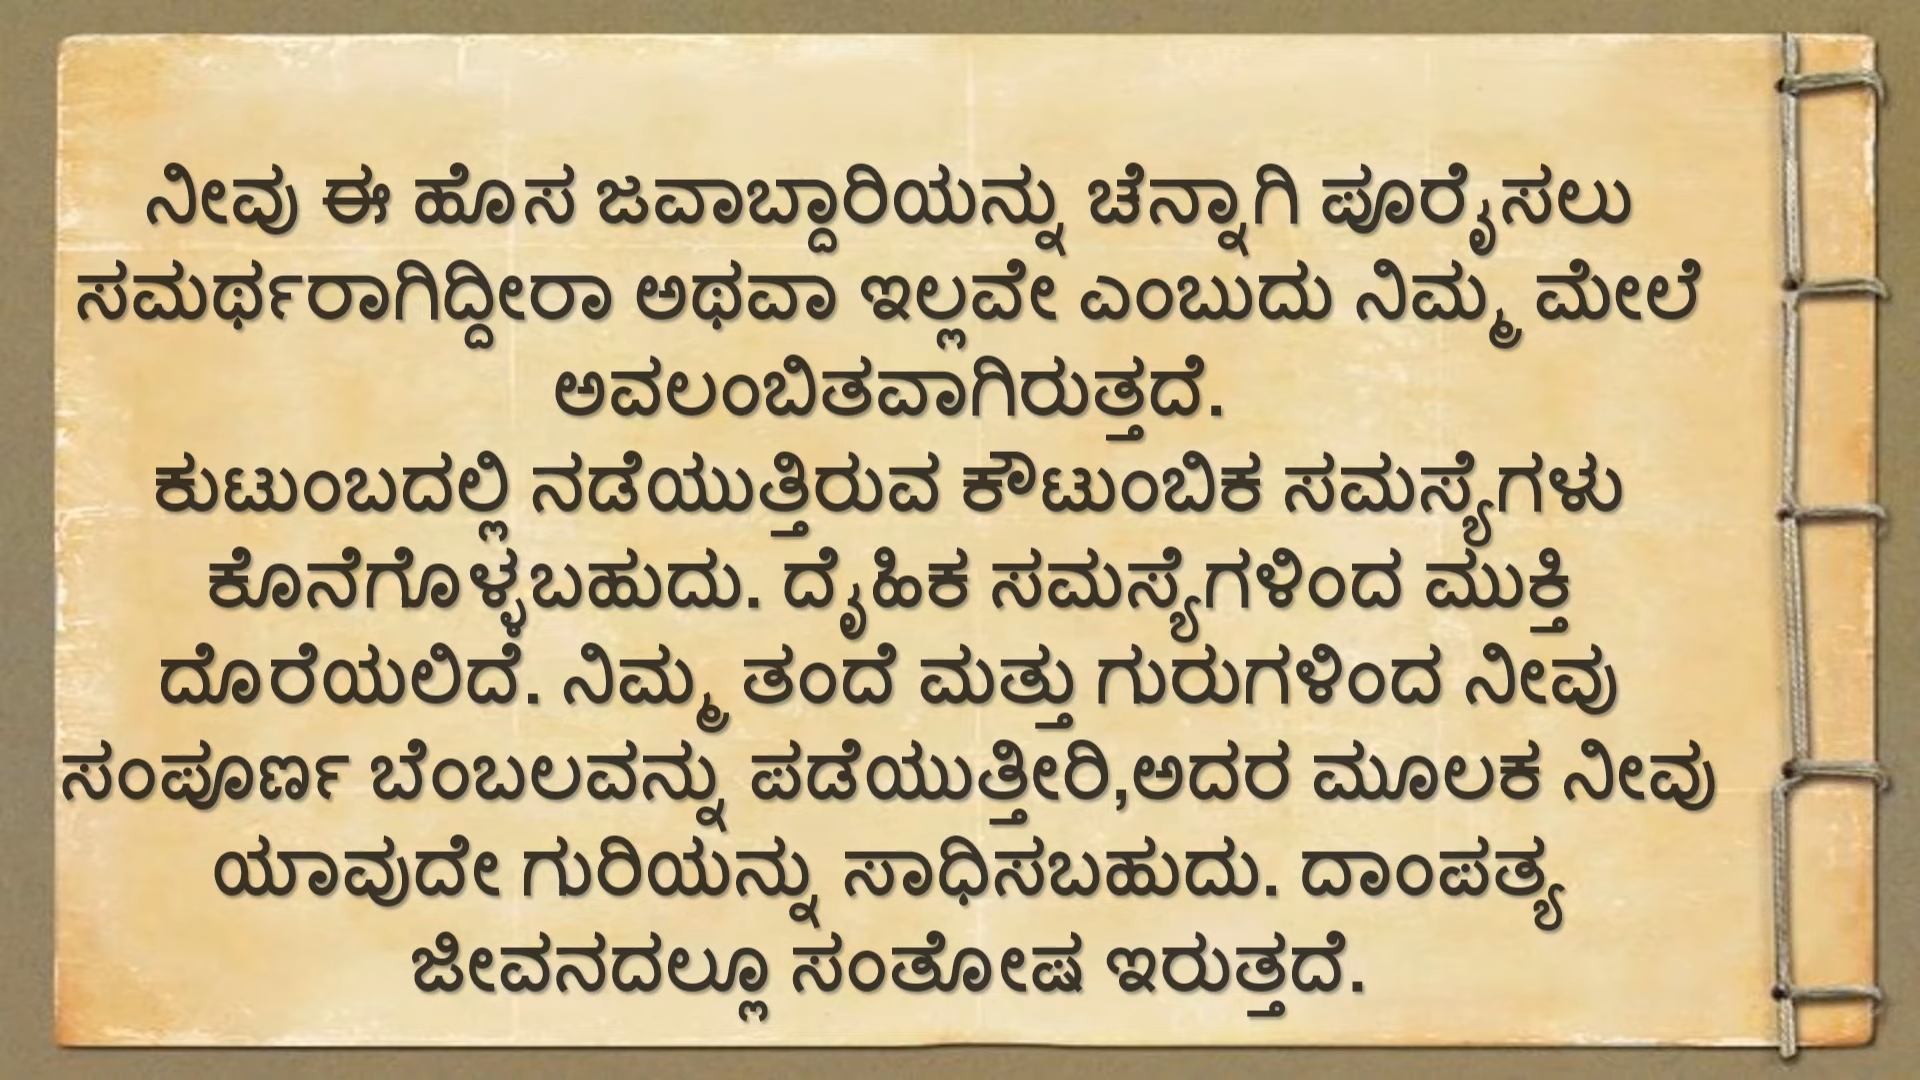 ನೀವು ಈ ಹೊಸ ಜವಾಬ್ದಾರಿಯನ್ನು ಚೆನ್ನಾಗಿ ಪೂರೈಸಲು
ಸಮರ್ಥರಾಗಿದ್ದೀರಾ ಅಥವಾ ಇಲ್ಲವೇ ಎಂಬುದು ನಿಮ್ಮ ಮೇಲೆ
ಅವಲಂಬಿತವಾಗಿರುತ್ತದೆ.
ಕುಟುಂಬದಲ್ಲಿ ನಡೆಯುತ್ತಿರುವ ಕೌಟುಂಬಿಕ ಸಮಸ್ಯೆಗಳು
ಕೊನೆಗೊಳ್ಳಬಹುದು. ದೈಹಿಕ ಸಮಸ್ಯೆಗಳಿಂದ ಮುಕ್ತಿ
ದೊರೆಯಲಿದೆ. ನಿಮ್ಮ ತಂದೆ ಮತ್ತು ಗುರುಗಳಿಂದ ನೀವು
ಸಂಪೂರ್ಣ ಬೆಂಬಲವನ್ನು ಪಡೆಯುತ್ತೀರಿ,ಅದರ ಮೂಲಕ ನೀವು
ಯಾವುದೇ ಗುರಿಯನ್ನು ಸಾಧಿಸಬಹುದು. ದಾಂಪತ್ಯ
ಜೀವನದಲ್ಲೂ ಸಂತೋಷ ಇರುತ್ತದೆ.